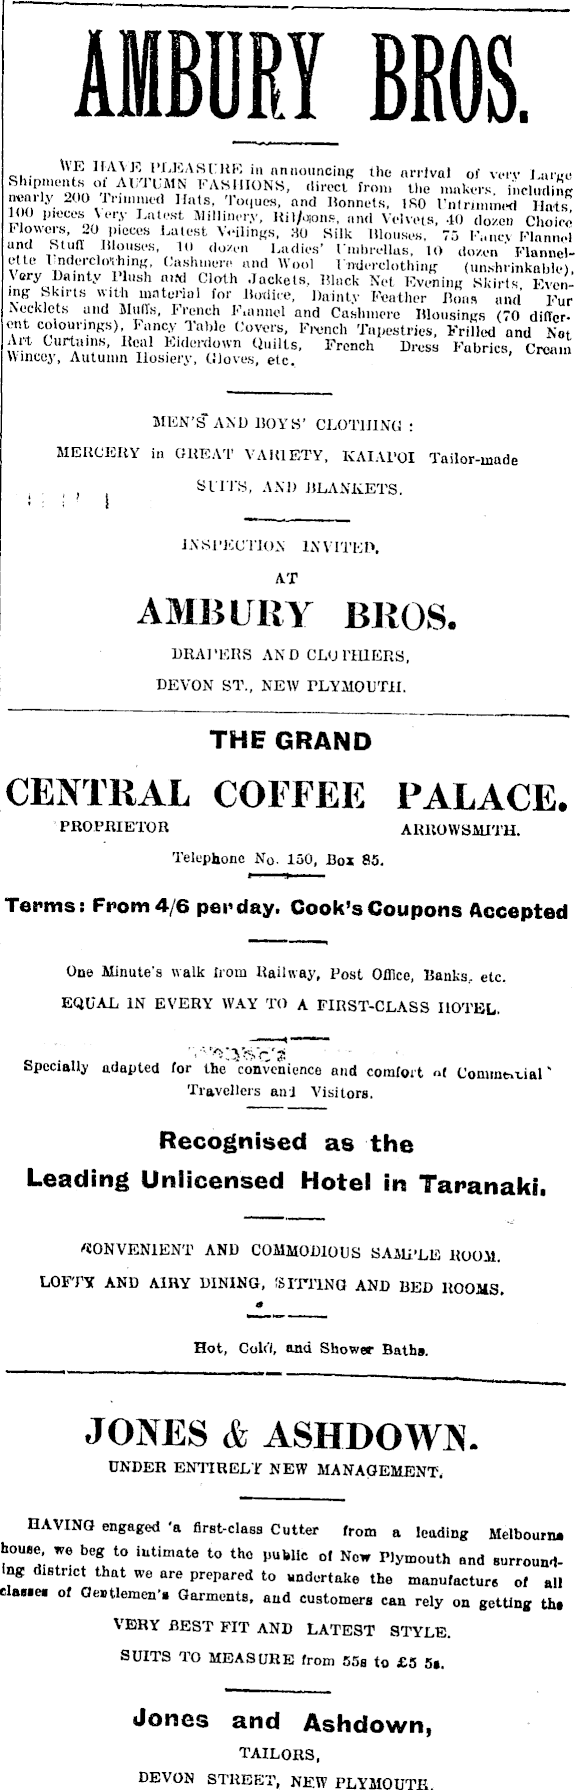 AMBURY BROS.
WE HAVE PLEASURE in announcing the arrival of very Large
Shipments of AUTUMN FASHIONS, direct from the makers, including
nearly 200 Trimmed Hats, Toques, and Bonnets, 180 Untrimmed Hats,
100 pieces Very Latest Millinery, Ribbons, and Velvets, 40 dozen Choice
Flowers, 20 pieces Latest Veilings, 30 Silk Blouses, 75 Fancy Flannel
and Stuff Blouses, 10 dozen Ladies' Umbrellas, 10 dozen Flannel-
ette Underclothing, Cashmere and Wool Underclothing (unshrinkable),
Very Dainty Plush and Cloth Jackets, Black Net Evening Skirts, Even-
ing Skirts with material for Bodice, Dainty Feather Boas and Fur
Necklets and Muffs, French Flannel and Cashmere Blousings (70 differ-
ent colourings), Fancy Table Covers, French Tapestries, Frilled and Net
Art Curtains, Real Eiderdown Quilts, French Dress Fabrics, Cream
Wincey, Autumn Hosiery, Gloves, etc.
MEN'S AND BOYS' CLOTHING :
MERCERY in GREAT VARIETY, KAIAPOI Tailor-made
SUITS, AND BLANKETS.
INSPECTION INVITED,
AT
AMBURY BROS.
DRAPERS AND CLOTHIERS,
DEVON ST., NEW PLYMOUTH.
THE GRAND
CENTRAL COFFEE PALACE.
PROPRIETOR ARROWSMITH.
Telephone No. 150, Box 85.
Terms: From 4/6 per day. Cook's Coupons Accepted
One Minute's walk from Railway, Post Office, Banks, etc.
EQUAL IN EVERY WAY TO A FIRST-CLASS HOTEL.
Specially adapted for the convenience and comfort of Commercial
Travellers and Visitors.
Recognised as the
Leading Unlicensed Hotel in Taranaki.
CONVENIENT AND COMMODIOUS SAMPLE ROOM.
LOFTY AND AIRY DINING, SITTING AND BED ROOMS.
Hot, Cold, and Shower Baths.
JONES & ASHDOWN.
UNDER ENTIRELY NEW MANAGEMENT.
HAVING engaged a first-class Cutter from a leading Melbourne
house, we beg to intimate to the public of New Plymouth and surround-
ing district that we are prepared to undertake the manufacture of all
classes of Gentlemen's Garments, and customers can rely on getting the
VERY BEST FIT AND LATEST STYLE.
SUITS TO MEASURE from 55s to £5 5s.
Jones and Ashdown,
TAILORS,
DEVON STREET, NEW PLYMOUTH.